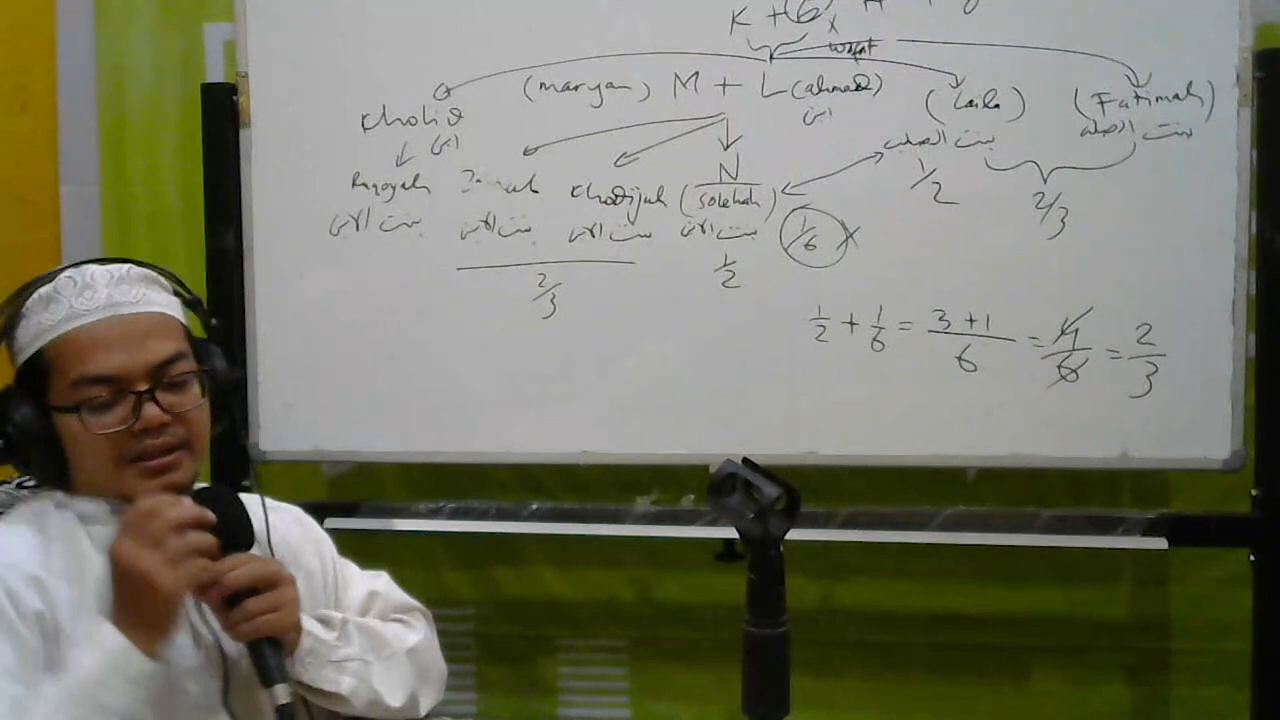 K + G x
wafat
(maryam) M + L (ahmad) (Laila) (Fatimah)
Kholid ابن بنت الصلب بنت الصلب
ابن 1/2 2/3
Ruqoyah Khodijah N (Solehah)
بنت الابن بنت الابن بنت الابن بنت الابن 1/6 x
2/3 1/2
1/2 + 1/6 = 3+1/6 = 4/6 = 2/3